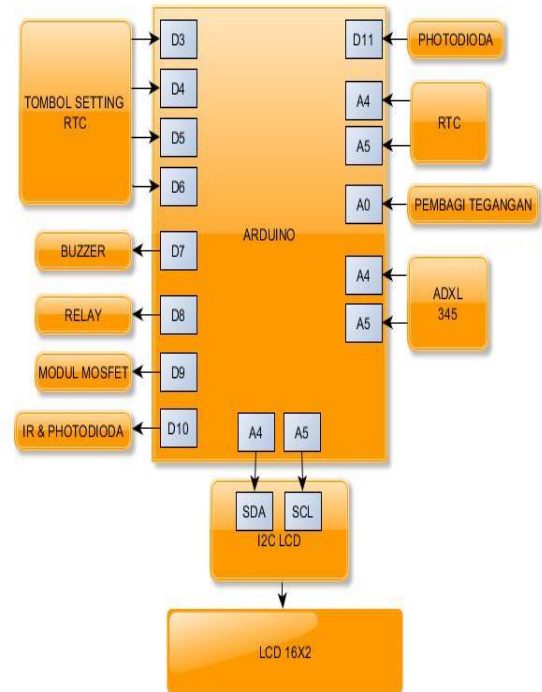 TOMBOL SETTING
RTC
D3
D4
D5
D6
BUZZER
D7
RELAY
D8
MODUL MOSFET
D9
IR & PHOTODIODA
D10
ARDUINO
D11
PHOTODIODA
A4
A5
RTC
A0
PEMBAGI TEGANGAN
A4
A5
ADXL
345
A4
A5
SDA
SCL
I2C LCD
LCD 16X2